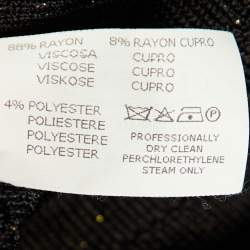 88% RAYON 8% RAYON CUPRO
VISCOSA CUPRO
VISCOSE CUPRO
VISKOSE CUPRO
4% POLYESTER
POLIESTERE
POLYESTERE
POLYESTER
P
PROFESSIONALLY
DRY CLEAN
PERCHLORETHYLENE
STEAM ONLY